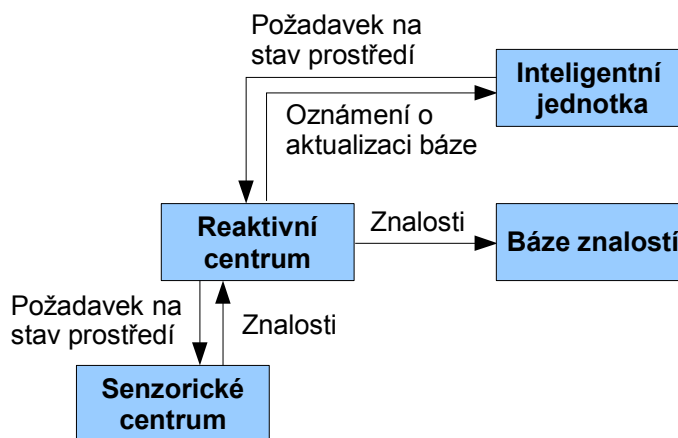 Požadavek na
stav prostředí
Inteligentní
jednotka
Oznámení o
aktualizaci báze
Reaktivní
centrum
Znalosti
Báze znalostí
Požadavek na
stav prostředí
Znalosti
Senzorické
centrum